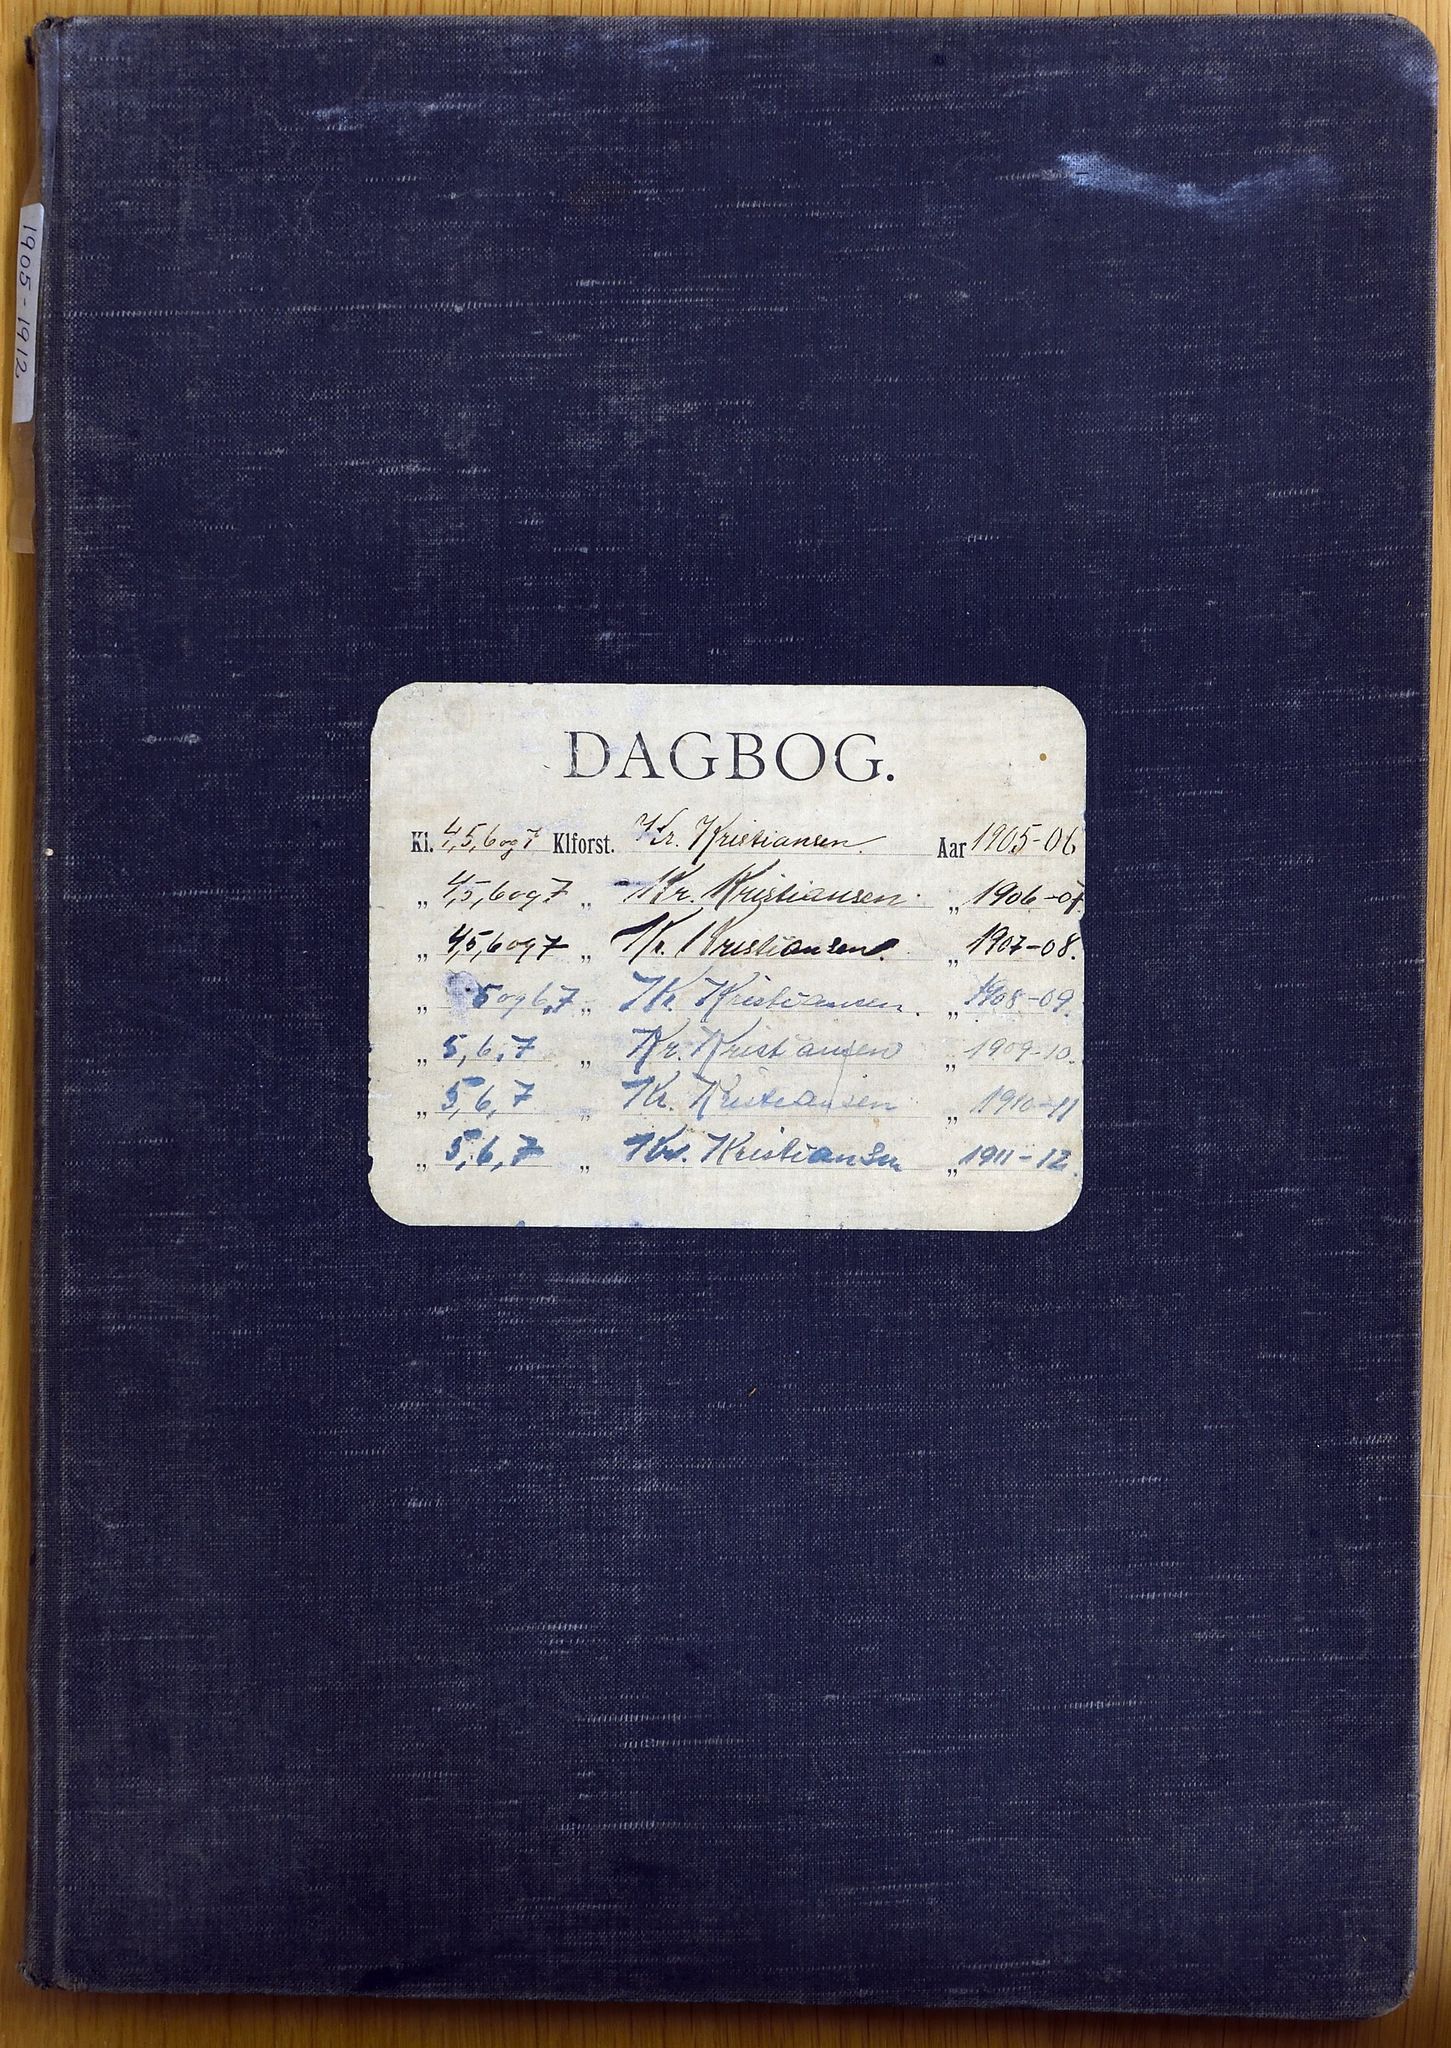 1905-1912
DAGBOG.
Kl. 4,5,6 og 7 Klforst. Kr. Kristiansen. Aar 1905-06
„ 4,5,6 og 7 „ Kr. Kristiansen. „ 1906-07.
„ 4,5,6 og 7 „ Kr. Kristiansen. „ 1907-08.
„ 5 og 6,7 „ Kr. Kristiansen. „ 1908-09.
„ 5,6,7 „ Kr. Kristiansen „ 1909-10.
„ 5,6,7 „ Kr. Kristiansen „ 1910-11
„ 5,6,7 „ Kr. Kristiansen „ 1911-12.